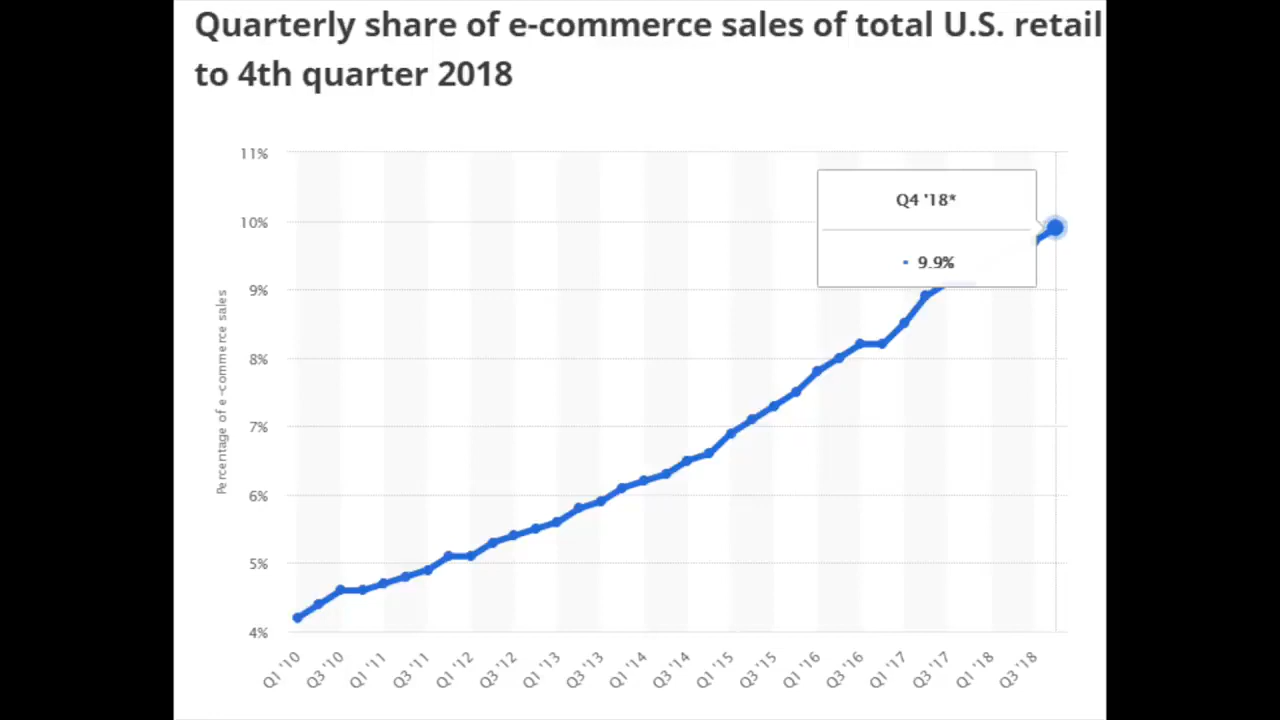 Quarterly share of e-commerce sales of total U.S. retail
to 4th quarter 2018
11%
10%
9%
8%
7%
6%
5%
4%
Percentage of e-commerce sales
Q4 '18*
9.9%
Q1 '10
Q3 '10
Q1 '11
Q3 '11
Q1 '12
Q3 '12
Q1 '13
Q3 '13
Q1 '14
Q3 '14
Q1 '15
Q3 '15
Q1 '16
Q3 '16
Q1 '17
Q3 '17
Q1 '18
Q3 '18